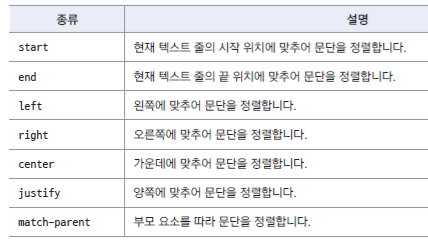 종류 설명
start 현재 텍스트 줄의 시작 위치에 맞추어 문단을 정렬합니다.
end 현재 텍스트 줄의 끝 위치에 맞추어 문단을 정렬합니다.
left 왼쪽에 맞추어 문단을 정렬합니다.
right 오른쪽에 맞추어 문단을 정렬합니다.
center 가운데에 맞추어 문단을 정렬합니다.
justify 양쪽에 맞추어 문단을 정렬합니다.
match-parent 부모 요소를 따라 문단을 정렬합니다.